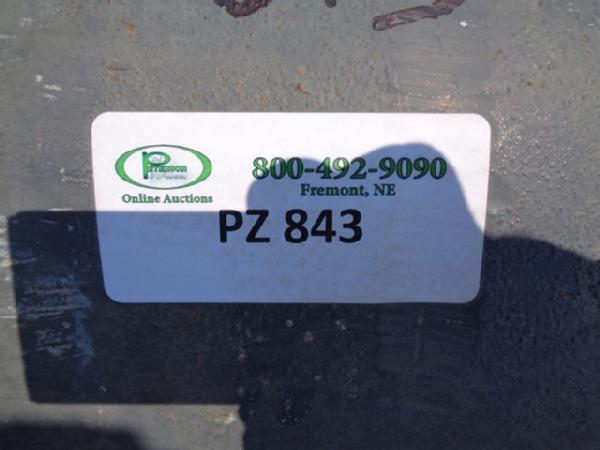 800-492-9090
Fremont, NE
Online Auctions
PZ 843